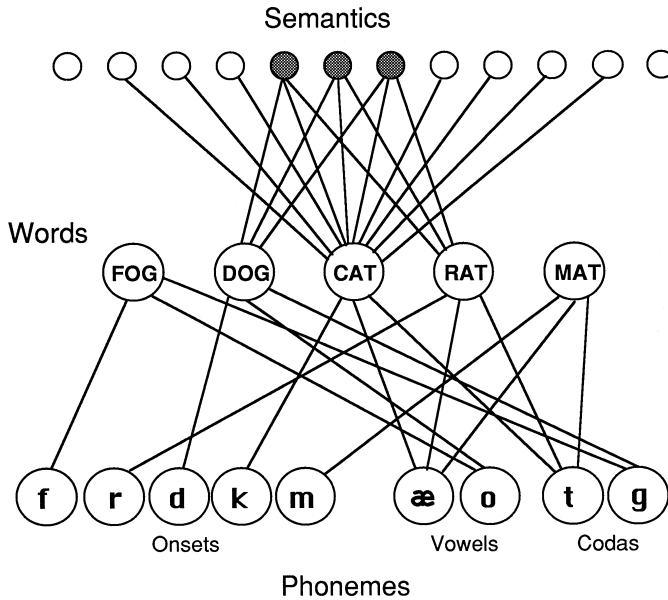 Semantics
Words
FOG DOG CAT RAT MAT
f r d k m æ o t g
Onsets Vowels Codas
Phonemes